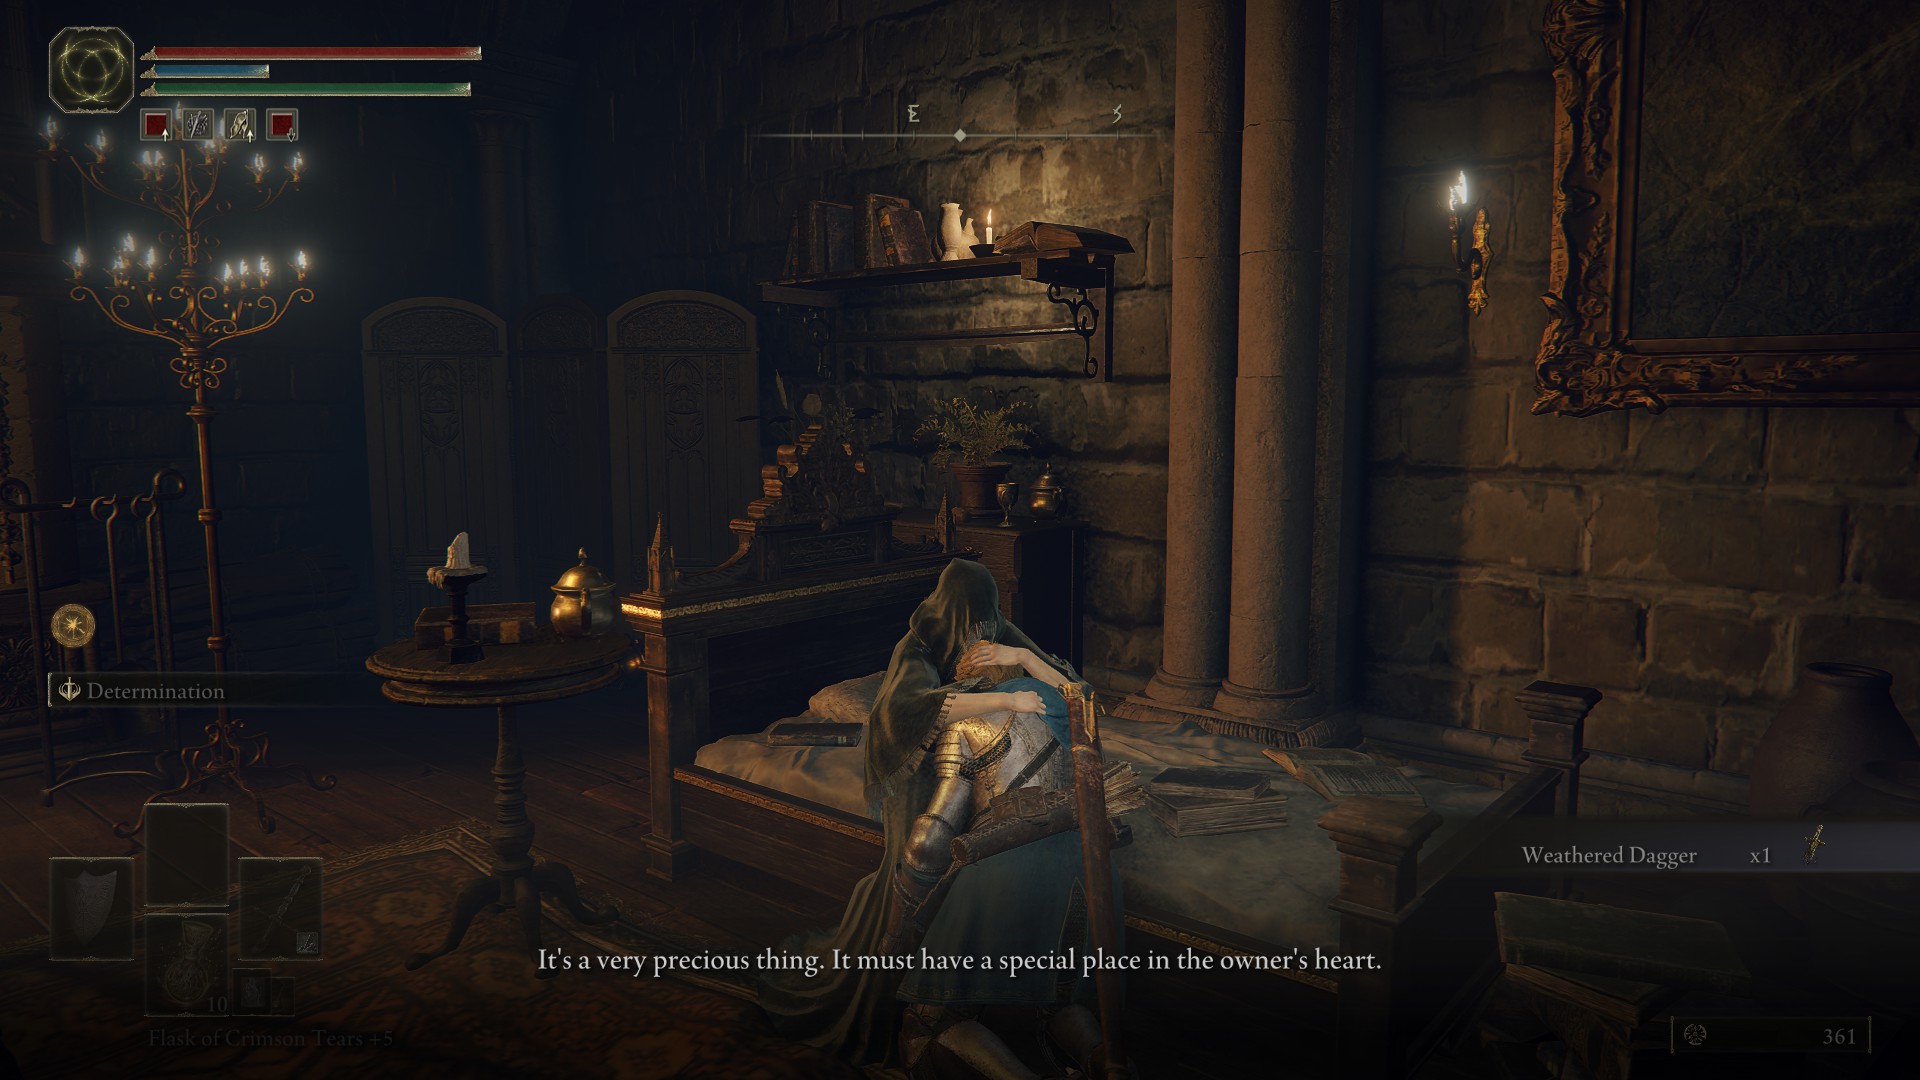 E
S
Determination
Weathered Dagger x1
It's a very precious thing. It must have a special place in the owner's heart.
10
Flask of Crimson Tears +5
361